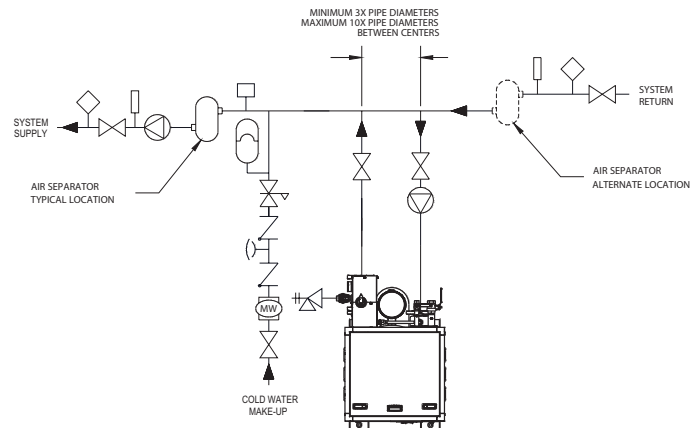 MINIMUM 3X PIPE DIAMETERS
MAXIMUM 10X PIPE DIAMETERS
BETWEEN CENTERS
SYSTEM
SUPPLY
SYSTEM
RETURN
AIR SEPARATOR
TYPICAL LOCATION
AIR SEPARATOR
ALTERNATE LOCATION
MW
COLD WATER
MAKE-UP